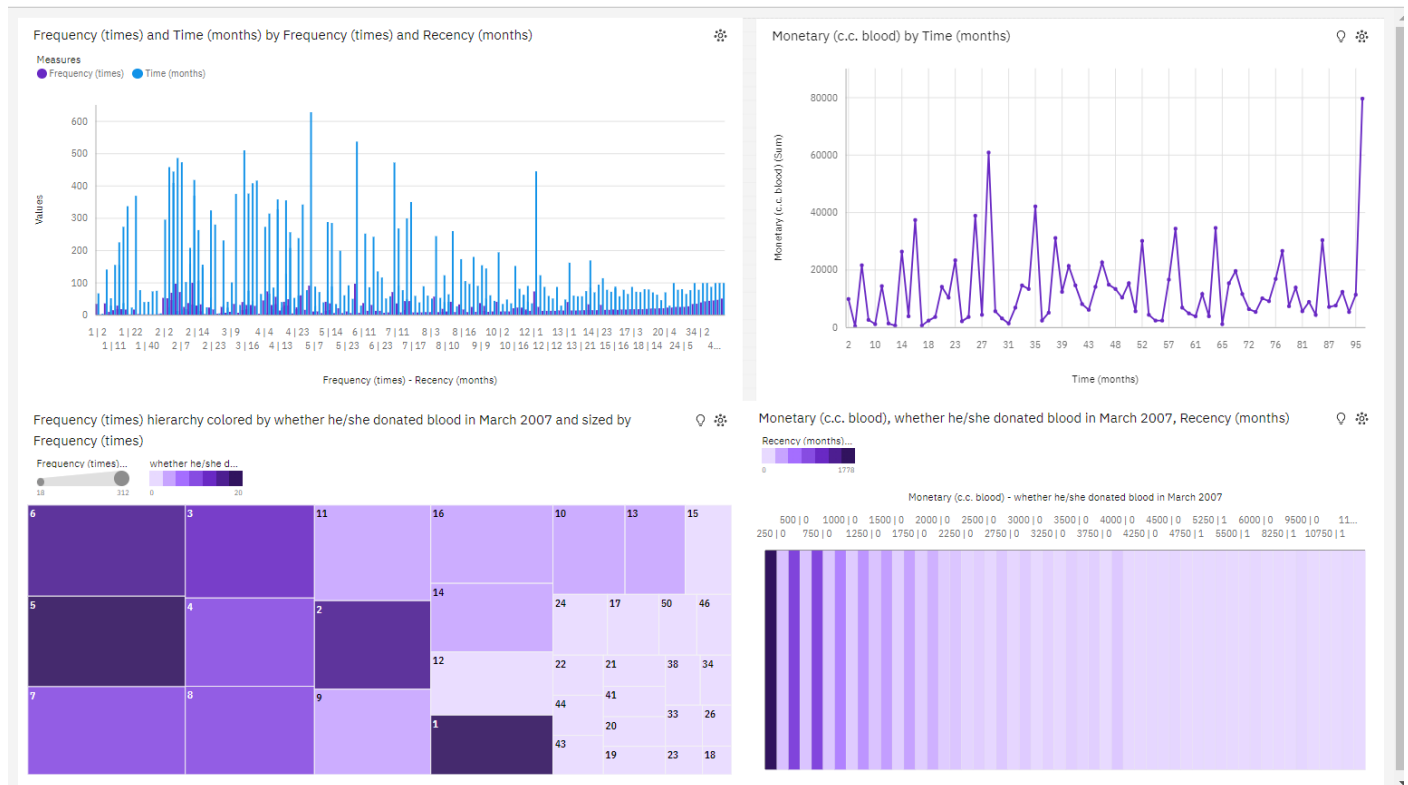 Frequency (times) and Time (months) by Frequency (times) and Recency (months)
Measures
Frequency (times) Time (months)
600
500
400
300
200
100
0
Values
1 | 2 1 | 22 2 | 2 2 | 14 3 | 9 4 | 4 4 | 23 5 | 14 6 | 11 7 | 11 8 | 3 8 | 16 10 | 2 12 | 1 13 | 1 14 | 23 17 | 3 20 | 4 34 | 2
1 | 11 1 | 40 2 | 7 2 | 23 3 | 16 4 | 13 5 | 7 5 | 23 6 | 23 7 | 17 8 | 10 9 | 9 10 | 16 12 | 12 13 | 21 15 | 16 18 | 14 24 | 5 4...
Frequency (times) - Recency (months)
Monetary (c.c. blood) by Time (months)
80000
60000
40000
20000
0
Monetary (c.c. blood) (Sum)
2 10 14 18 23 27 31 35 39 43 48 52 57 61 65 72 76 81 87 95
Time (months)
Frequency (times) hierarchy colored by whether he/she donated blood in March 2007 and sized by
Frequency (times)
Frequency (times)... whether he/she d...
18 312 0 20
6 3 11 16 10 13 15
14
5 4 2 24 17 50 46
12 22 21 38 34
7 8 9 44 41
1 20 33 26
43 19 23 18
Monetary (c.c. blood), whether he/she donated blood in March 2007, Recency (months)
Recency (months)...
0 1778
Monetary (c.c. blood) - whether he/she donated blood in March 2007
500 | 0 1000 | 0 1500 | 0 2000 | 0 2500 | 0 3000 | 0 3500 | 0 4000 | 0 4500 | 0 5250 | 1 6000 | 0 9500 | 0 11...
250 | 0 750 | 0 1250 | 0 1750 | 0 2250 | 0 2750 | 0 3250 | 0 3750 | 0 4250 | 0 4750 | 1 5500 | 1 8250 | 1 10750 | 1